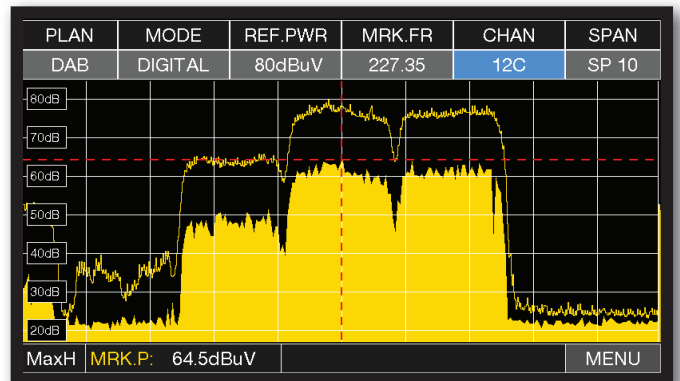 PLAN MODE REF.PWR MRK.FR CHAN SPAN
DAB DIGITAL 80dBuV 227.35 12C SP 10
80dB
70dB
60dB
50dB
40dB
30dB
20dB
MaxH MRK.P: 64.5dBuV MENU